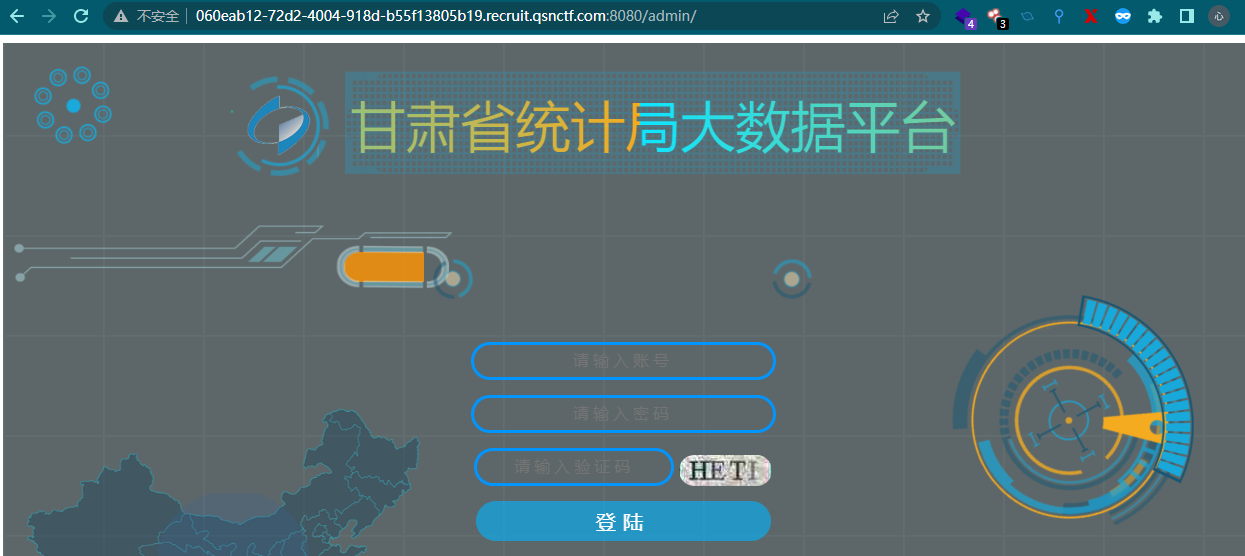 不安全 060eab12-72d2-4004-918d-b55f13805b19.recruit.qsnctf.com:8080/admin/
4
3
甘肃省统计局大数据平台
请输入账号
请输入密码
请输入验证码 HETI
登 陆